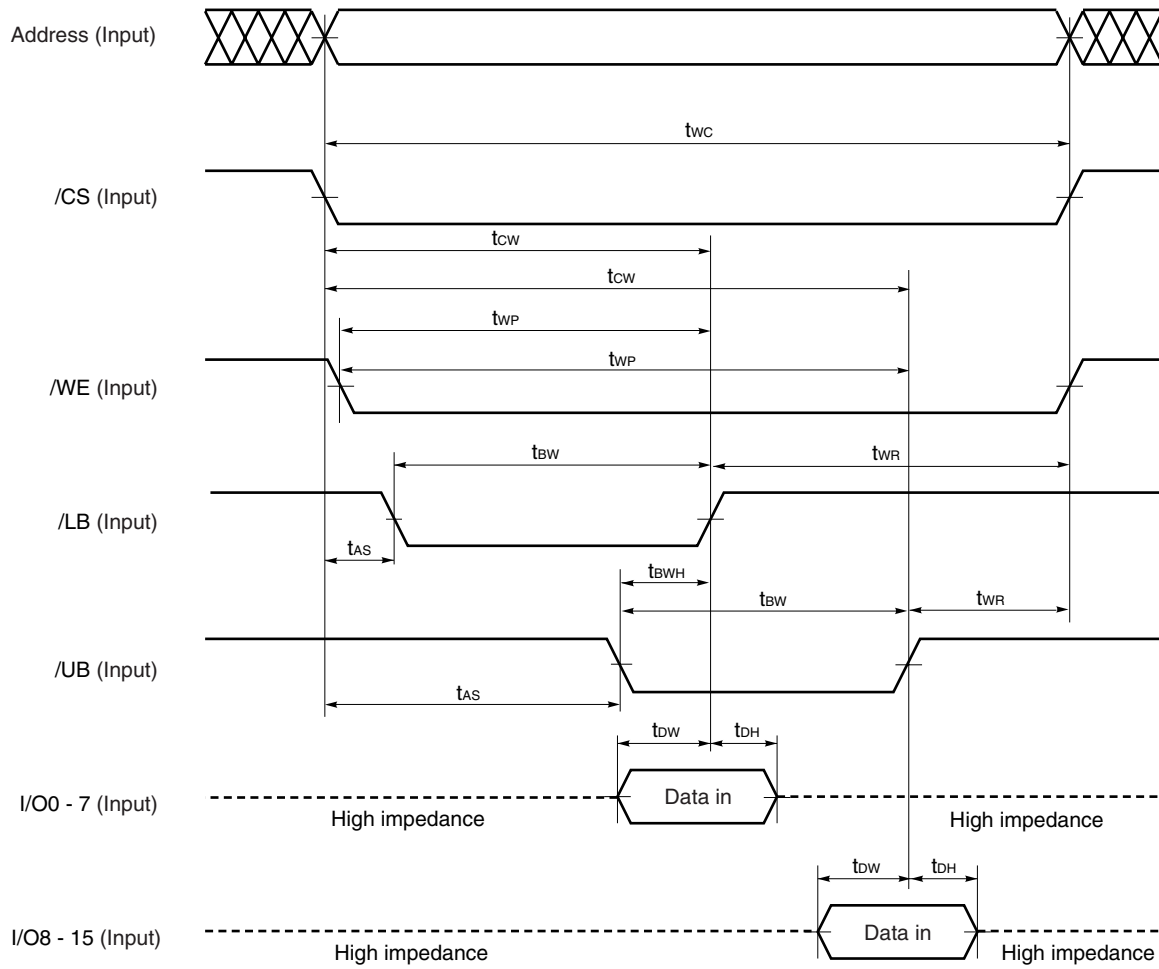 Address (Input)
tWC
/CS (Input)
tCW
tCW
tWP
tWP
/WE (Input)
tBW
tWR
/LB (Input)
tAS
tBWH
tBW
tWR
/UB (Input)
tAS
tDW
tDH
I/O0 - 7 (Input)
Data in
High impedance
High impedance
tDW
tDH
I/O8 - 15 (Input)
Data in
High impedance
High impedance